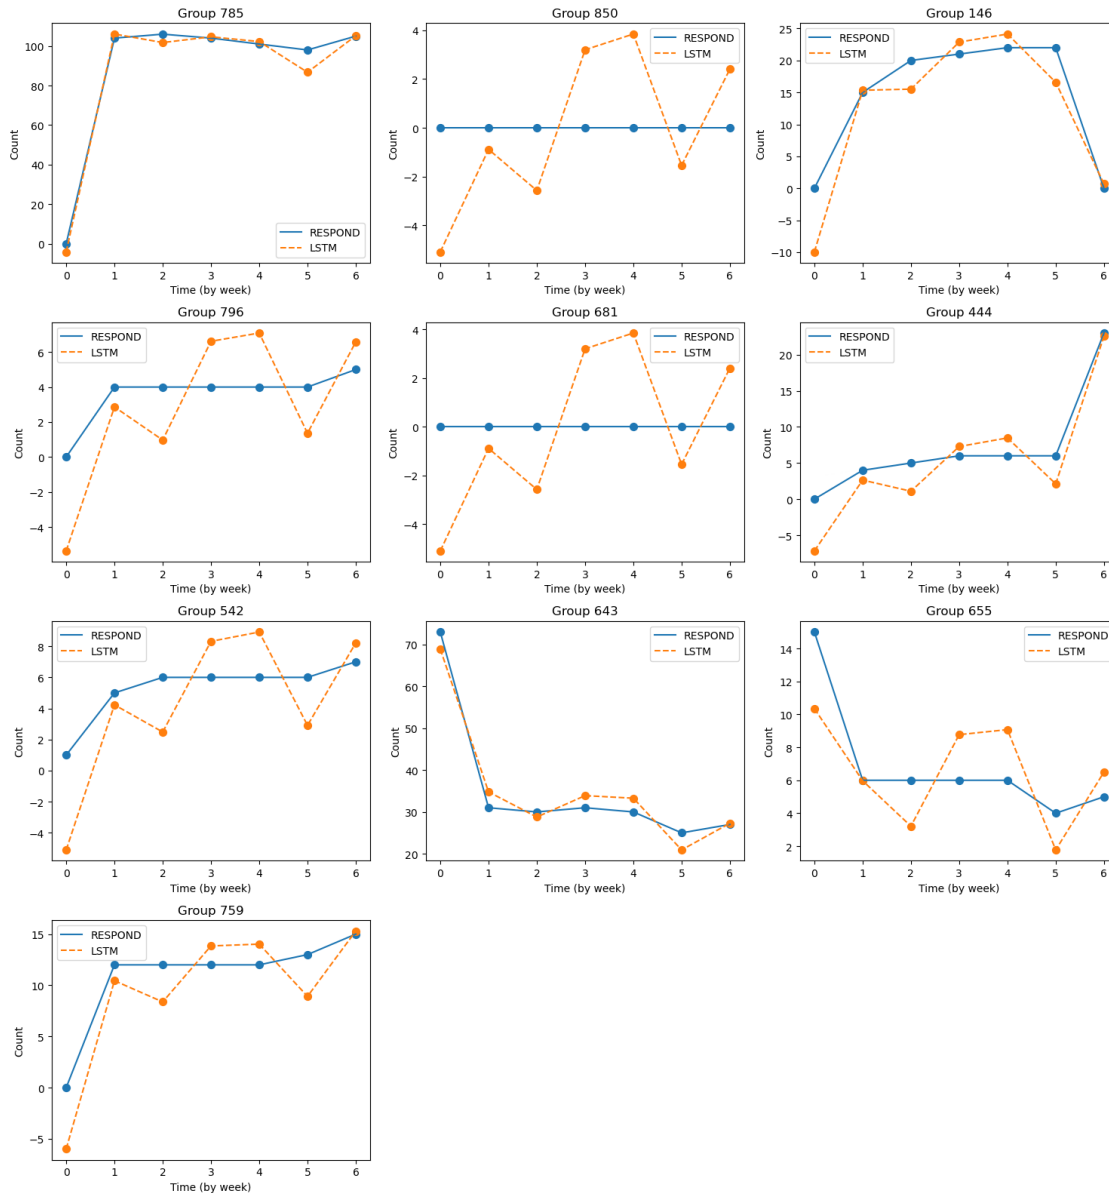 Group 785
Count
100
80
60
40
20
0
RESPOND
LSTM
0 1 2 3 4 5 6
Time (by week)
Group 850
Count
4
2
0
−2
−4
RESPOND
LSTM
0 1 2 3 4 5 6
Time (by week)
Group 146
Count
25
20
15
10
5
0
−5
−10
RESPOND
LSTM
0 1 2 3 4 5 6
Time (by week)
Group 796
Count
6
4
2
0
−2
−4
RESPOND
LSTM
0 1 2 3 4 5 6
Time (by week)
Group 681
Count
4
2
0
−2
−4
RESPOND
LSTM
0 1 2 3 4 5 6
Time (by week)
Group 444
Count
20
15
10
5
0
−5
RESPOND
LSTM
0 1 2 3 4 5 6
Time (by week)
Group 542
Count
8
6
4
2
0
−2
−4
RESPOND
LSTM
0 1 2 3 4 5 6
Time (by week)
Group 643
Count
70
60
50
40
30
20
RESPOND
LSTM
0 1 2 3 4 5 6
Time (by week)
Group 655
Count
14
12
10
8
6
4
2
RESPOND
LSTM
0 1 2 3 4 5 6
Time (by week)
Group 759
Count
15
10
5
0
−5
RESPOND
LSTM
0 1 2 3 4 5 6
Time (by week)